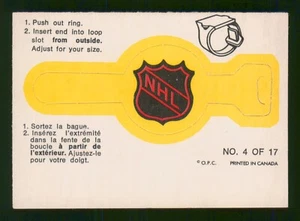 1. Push out ring.
2. Insert end into loop
slot from outside.
Adjust for your size.
NHL
1. Sortez la bague.
2. Insérez l'extrémité
dans la fente de la
boucle à partir de
l'extérieur. Ajustez-le
pour votre doigt.
NO. 4 OF 17
© O.P.C. PRINTED IN CANADA